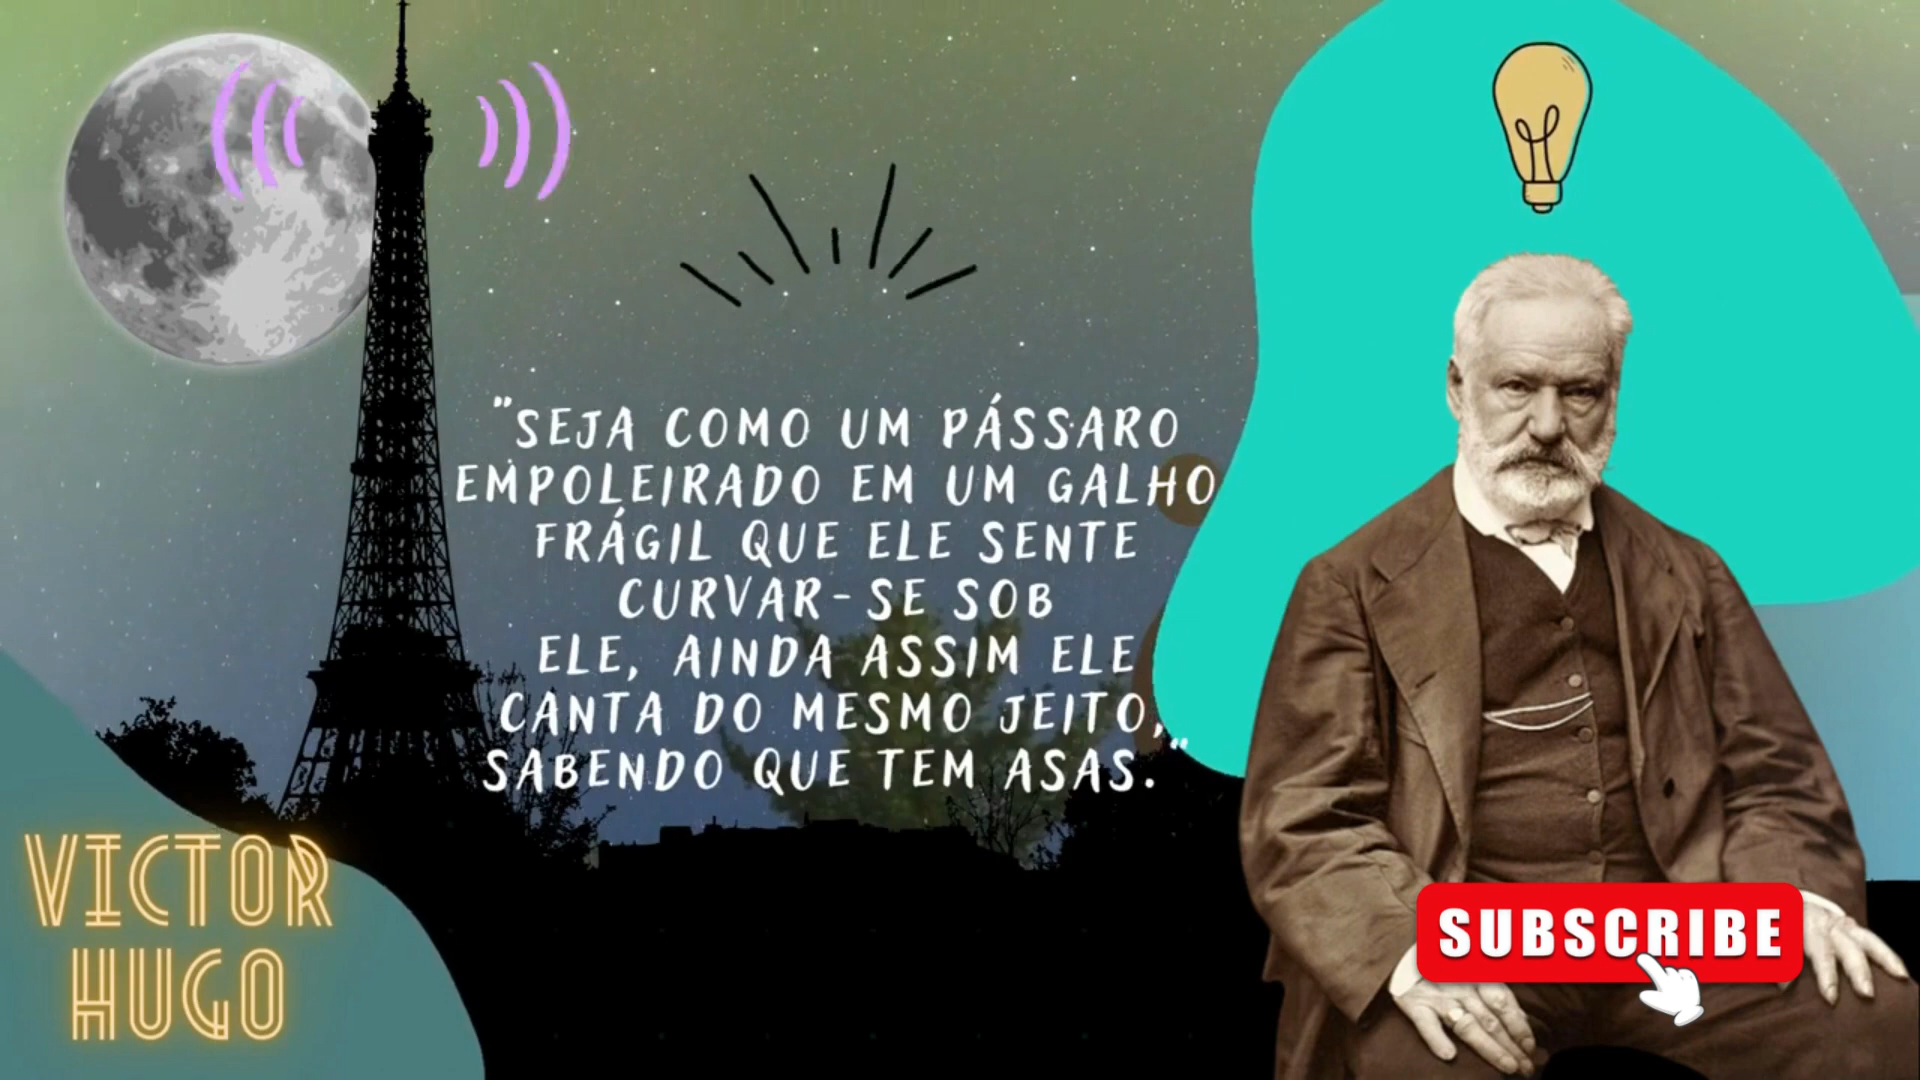 "SEJA COMO UM PÁSSARO
EMPOLEIRADO EM UM GALHO
FRÁGIL QUE ELE SENTE
CURVAR-SE SOB
ELE, AINDA ASSIM ELE
CANTA DO MESMO JEITO,
SABENDO QUE TEM ASAS."
VICTOR
HUGO
SUBSCRIBE